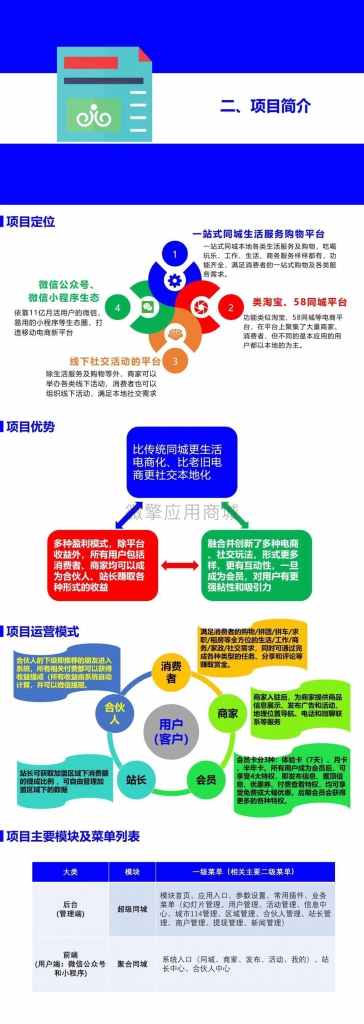 二、项目简介
项目定位
一站式同城生活服务购物平台
一站式同城本地各类生活服务及购物，吃喝
玩乐、工作、生活、商务服务样样都有，功
能齐全，满足消费者的一站式购物及各类服
务需求。
1
微信公众号、
微信小程序生态
依靠11亿月活用户的微信，
易用的小程序等生态圈，打
造移动电商新平台
4
2
类淘宝、58同城平台
功能类似淘宝、58同城等电商平
台，在平台上聚集了大量商家、
消费者，但不同的是本应用的用
户都以本地的为主。
3
线下社交活动的平台
除生活服务及购物等外，商家可以
举办各类线下活动，消费者也可以
组织线下活动，满足本地社交需求
项目优势
比传统同城更生活
电商化、比老旧电
商更社交本地化
微擎应用商城
多种盈利模式，除平台
收益外，所有用户包括
消费者、商家均可以成
为合伙人、站长赚取各
种形式的收益
融合并创新了多种电商
、社交玩法，形式更多
样，更有互动性，一旦
成为会员，对用户有更
强粘性和吸引力
项目运营模式
满足消费者的购物/拼团/拼车/求
职/租房等全方位的生活/工作/商
务/家政/社交需求，同时可通过完
成各种类型的任务、分享和评论等
赚取赏金。
合伙人的下级即推荐的朋友进入
系统，所有相关付费都可以获得
收益提成（所有收益由系统自动
计算，并可以微信提现。
消费
者
合伙
人
商家
用户
(客户)
站长
会员
商家入驻后，为商家提供商品
信息展示、发布广告和活动、
地理位置导航、电话和微聊联
系等服务
站长可获取加盟区域下消费额
的提成比例 ，可自由管理加
盟区域下的数据
会员卡分3种：体验卡（7天）、月卡
、半年卡，所有用户成为会员后，可
享受4大特权，即发布信息、置顶信
息、优惠券、付费查看特权，均可享
受免费或大幅优惠，后期会员会获得
更多的各种特权。
项目主要模块及菜单列表
大类 模块 一级菜单（相关主要二级菜单）
后台
(管理端)
超级同城
模块首页、应用入口、参数设置、常用插件、业务
菜单（幻灯片管理、用户管理、活动管理、信息中
心、城市114管理、区域管理、合伙人管理、站长管
理、商户管理、提现管理、新闻管理）
前端
(用户端：微信公众号
和小程序)
聚合同城
系统入口（同城、商家、发布、活动、我的）、站
长中心、合伙人中心